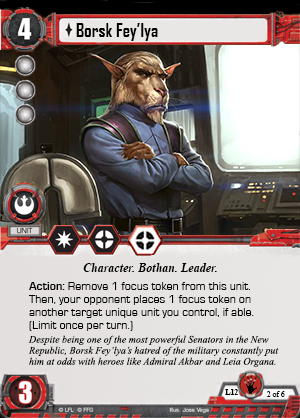 4
Borsk Fey'lya
UNIT
Character. Bothan. Leader.
Action: Remove 1 focus token from this unit.
Then, your opponent places 1 focus token on
another target unique unit you control, if able.
(Limit once per turn.)
Despite being one of the most powerful Senators in the New
Republic, Borsk Fey'lya's hatred of the military constantly put
him at odds with heroes like Admiral Akbar and Leia Organa.
3
L12 2 of 6
© LFL © FFG Illus. Jose Vega